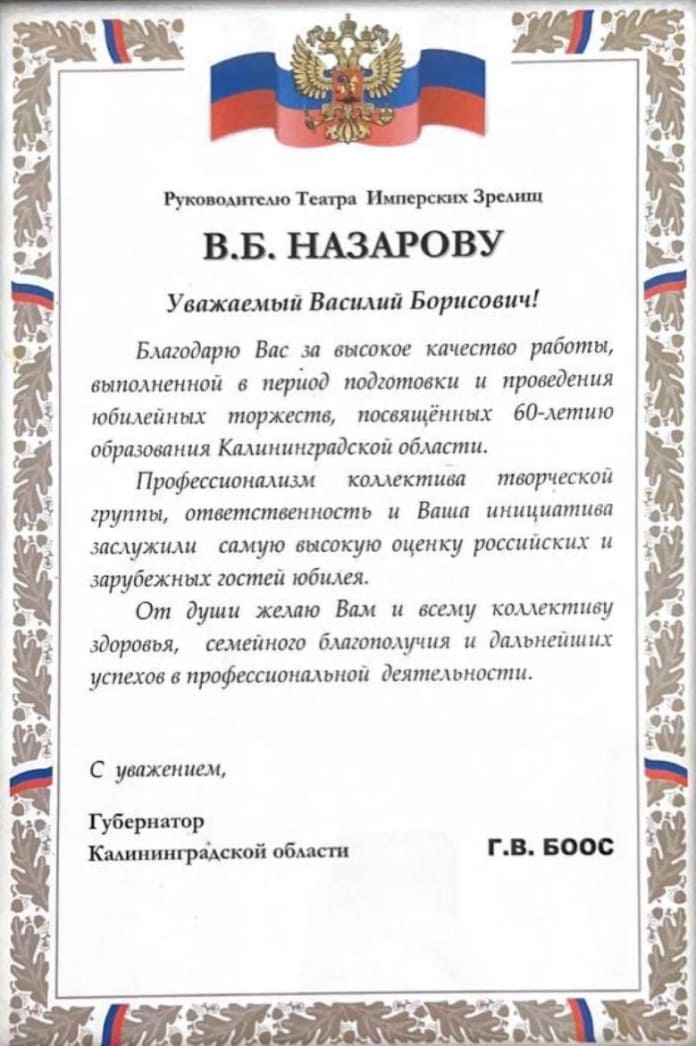 Руководителю Театра Имперских Зрелищ
В.Б. НАЗАРОВУ
Уважаемый Василий Борисович!
Благодарю Вас за высокое качество работы,
выполненной в период подготовки и проведения
юбилейных торжеств, посвящённых 60-летию
образования Калининградской области.
Профессионализм коллектива творческой
группы, ответственность и Ваша инициатива
заслужили самую высокую оценку российских и
зарубежных гостей юбилея.
От души желаю Вам и всему коллективу
здоровья, семейного благополучия и дальнейших
успехов в профессиональной деятельности.
С уважением,
Губернатор
Калининградской области
Г.В. БООС